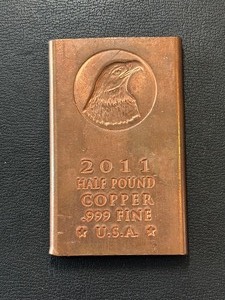 2011
HALF POUND
COPPER
.999 FINE
U.S.A.